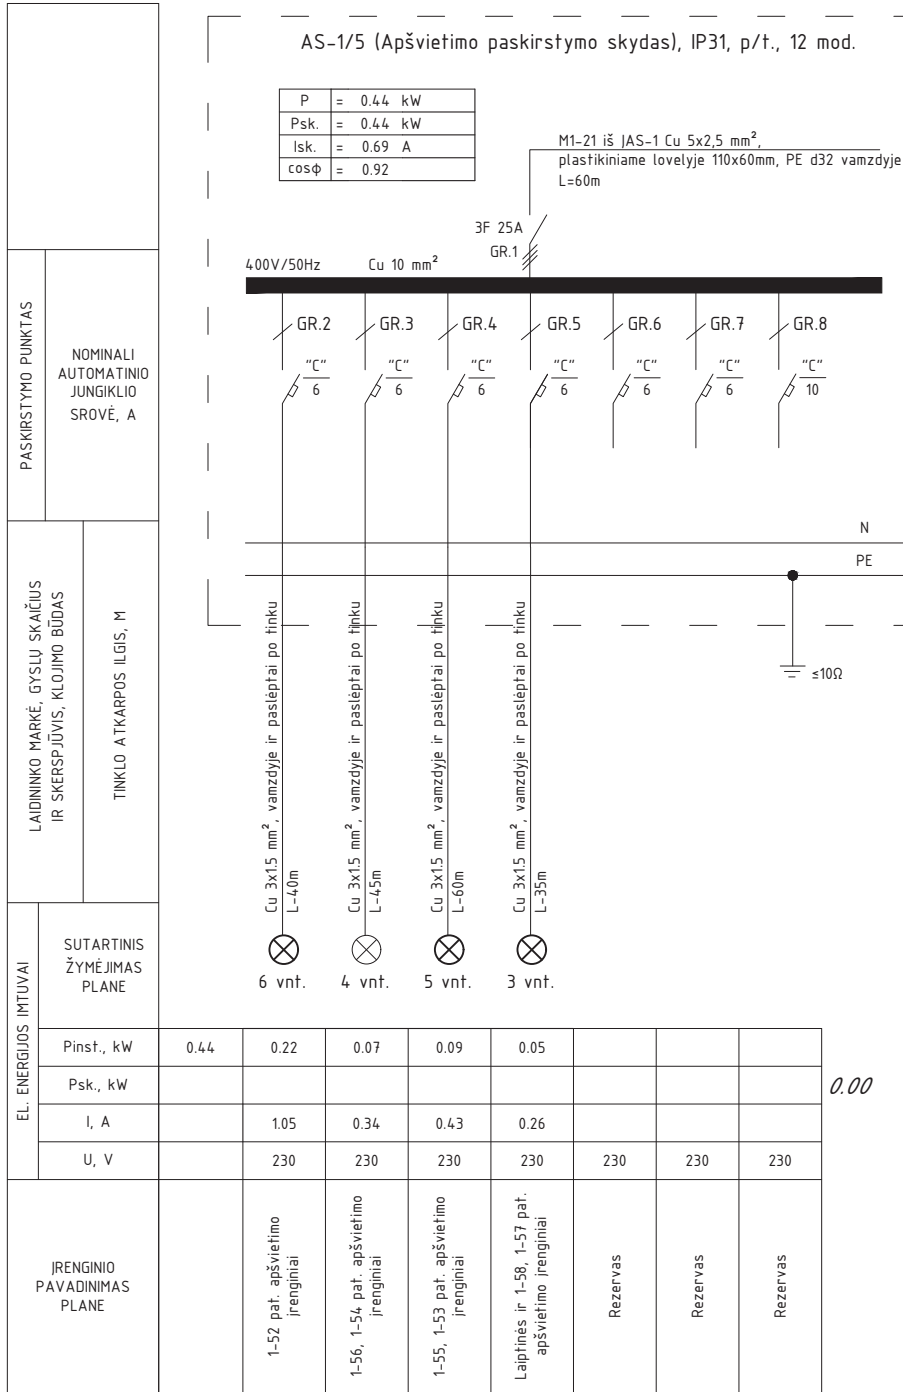 AS-1/5 (Apšvietimo paskirstymo skydas), IP31, p/t., 12 mod.
P = 0.44 kW
Psk. = 0.44 kW
Isk. = 0.69 A
cosϕ = 0.92
M1-21 iš JAS-1 Cu 5x2,5 mm²,
plastikiniame lovelyje 110x60mm, PE d32 vamzdyje
L=60m
3F 25A
GR.1
400V/50Hz Cu 10 mm²
PASKIRSTYMO PUNKTAS
NOMINALI
AUTOMATINIO
JUNGIKLIO
SROVĖ, A
GR.2 GR.3 GR.4 GR.5 GR.6 GR.7 GR.8
"C" "C" "C" "C" "C" "C" "C"
6 6 6 6 6 6 10
N
PE
≤10Ω
LAIDININKO MARKĖ, GYSLŲ SKAIČIUS
IR SKERSPJŪVIS, KLOJIMO BŪDAS
TINKLO ATKARPOS ILGIS, M
Cu 3x1.5 mm², vamzdyje ir paslėptai po tinku
L-40m
Cu 3x1.5 mm², vamzdyje ir paslėptai po tinku
L-45m
Cu 3x1.5 mm², vamzdyje ir paslėptai po tinku
L-60m
Cu 3x1.5 mm², vamzdyje ir paslėptai po tinku
L-35m
EL. ENERGIJOS IMTUVAI
SUTARTINIS
ŽYMĖJIMAS
PLANE
6 vnt. 4 vnt. 5 vnt. 3 vnt.
Pinst., kW 0.44 0.22 0.07 0.09 0.05
Psk., kW
0.00
I, A 1.05 0.34 0.43 0.26
U, V 230 230 230 230 230 230 230
ĮRENGINIO
PAVADINIMAS
PLANE
1-52 pat. apšvietimo
įrenginiai
1-56, 1-54 pat. apšvietimo
įrenginiai
1-55, 1-53 pat. apšvietimo
įrenginiai
Laiptinės ir 1-58, 1-57 pat.
apšvietimo įrenginiai
Rezervas
Rezervas
Rezervas